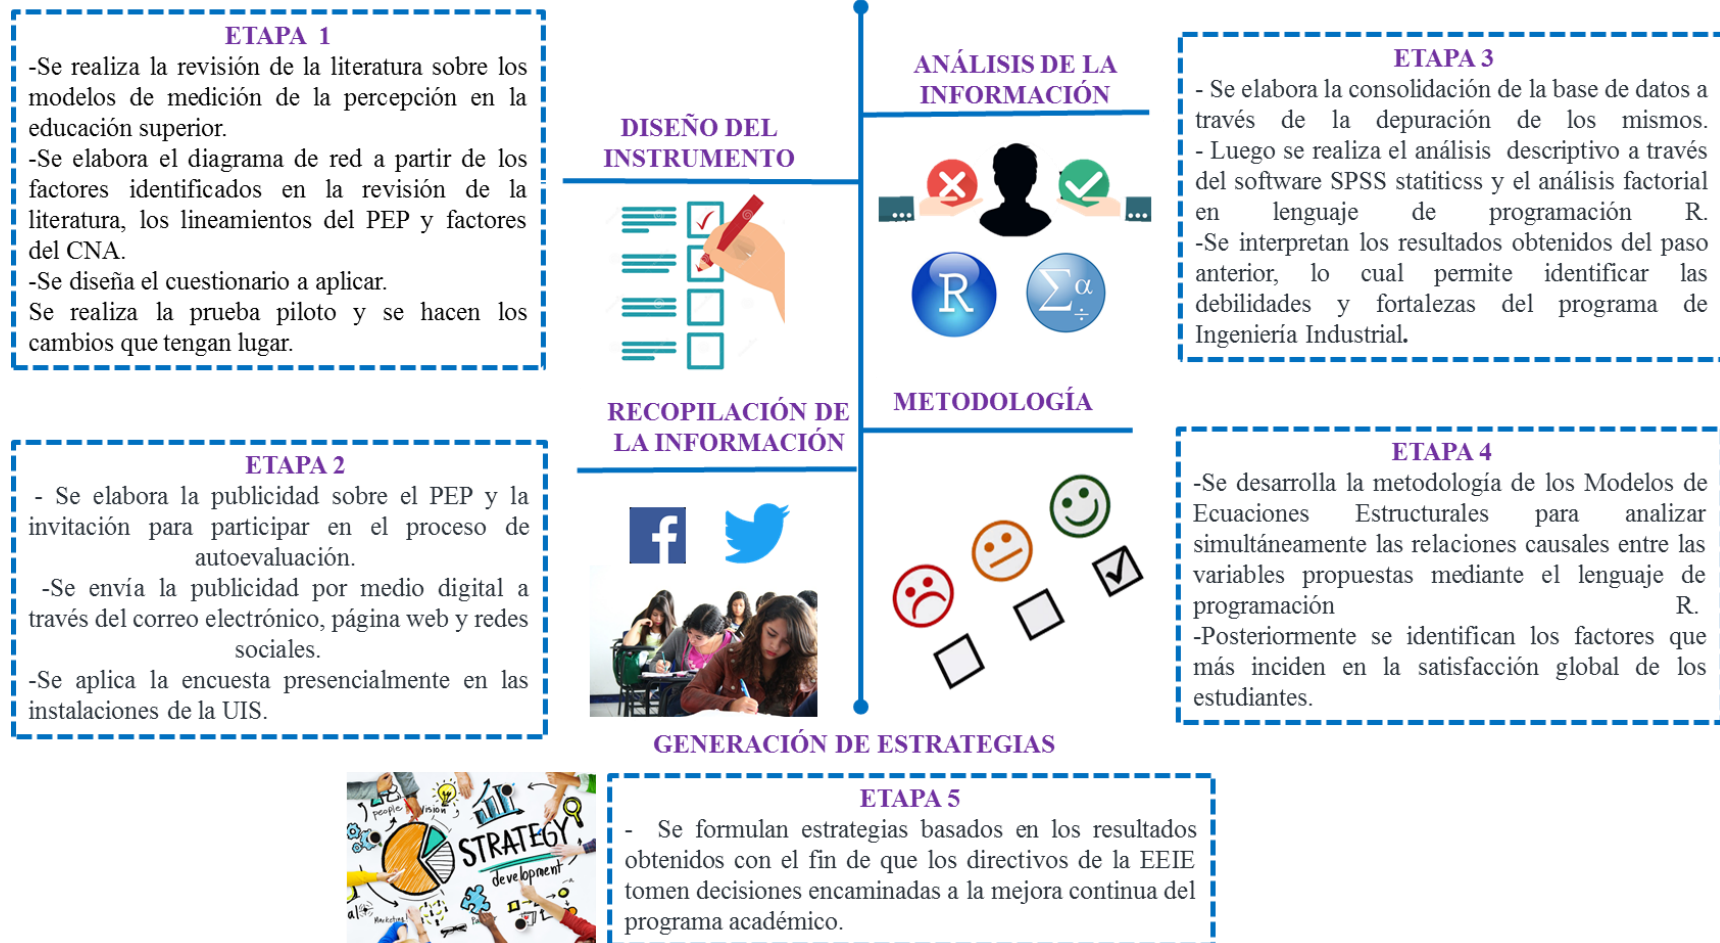 ETAPA 1
-Se realiza la revisión de la literatura sobre los
modelos de medición de la percepción en la
educación superior.
-Se elabora el diagrama de red a partir de los
factores identificados en la revisión de la
literatura, los lineamientos del PEP y factores
del CNA.
-Se diseña el cuestionario a aplicar.
Se realiza la prueba piloto y se hacen los
cambios que tengan lugar.
DISEÑO DEL
INSTRUMENTO
ANÁLISIS DE LA
INFORMACIÓN
R
Σα
÷
ETAPA 3
- Se elabora la consolidación de la base de datos a
través de la depuración de los mismos.
- Luego se realiza el análisis descriptivo a través
del software SPSS statiticss y el análisis factorial
en lenguaje de programación R.
-Se interpretan los resultados obtenidos del paso
anterior, lo cual permite identificar las
debilidades y fortalezas del programa de
Ingeniería Industrial.
ETAPA 2
- Se elabora la publicidad sobre el PEP y la
invitación para participar en el proceso de
autoevaluación.
-Se envía la publicidad por medio digital a
través del correo electrónico, página web y redes
sociales.
-Se aplica la encuesta presencialmente en las
instalaciones de la UIS.
RECOPILACIÓN DE
LA INFORMACIÓN
f
METODOLOGÍA
ETAPA 4
-Se desarrolla la metodología de los Modelos de
Ecuaciones Estructurales para analizar
simultáneamente las relaciones causales entre las
variables propuestas mediante el lenguaje de
programación R.
-Posteriormente se identifican los factores que
más inciden en la satisfacción global de los
estudiantes.
GENERACIÓN DE ESTRATEGIAS
people
vision
STRATEGY
development
Marketing
ETAPA 5
- Se formulan estrategias basados en los resultados
obtenidos con el fin de que los directivos de la EEIE
tomen decisiones encaminadas a la mejora continua del
programa académico.